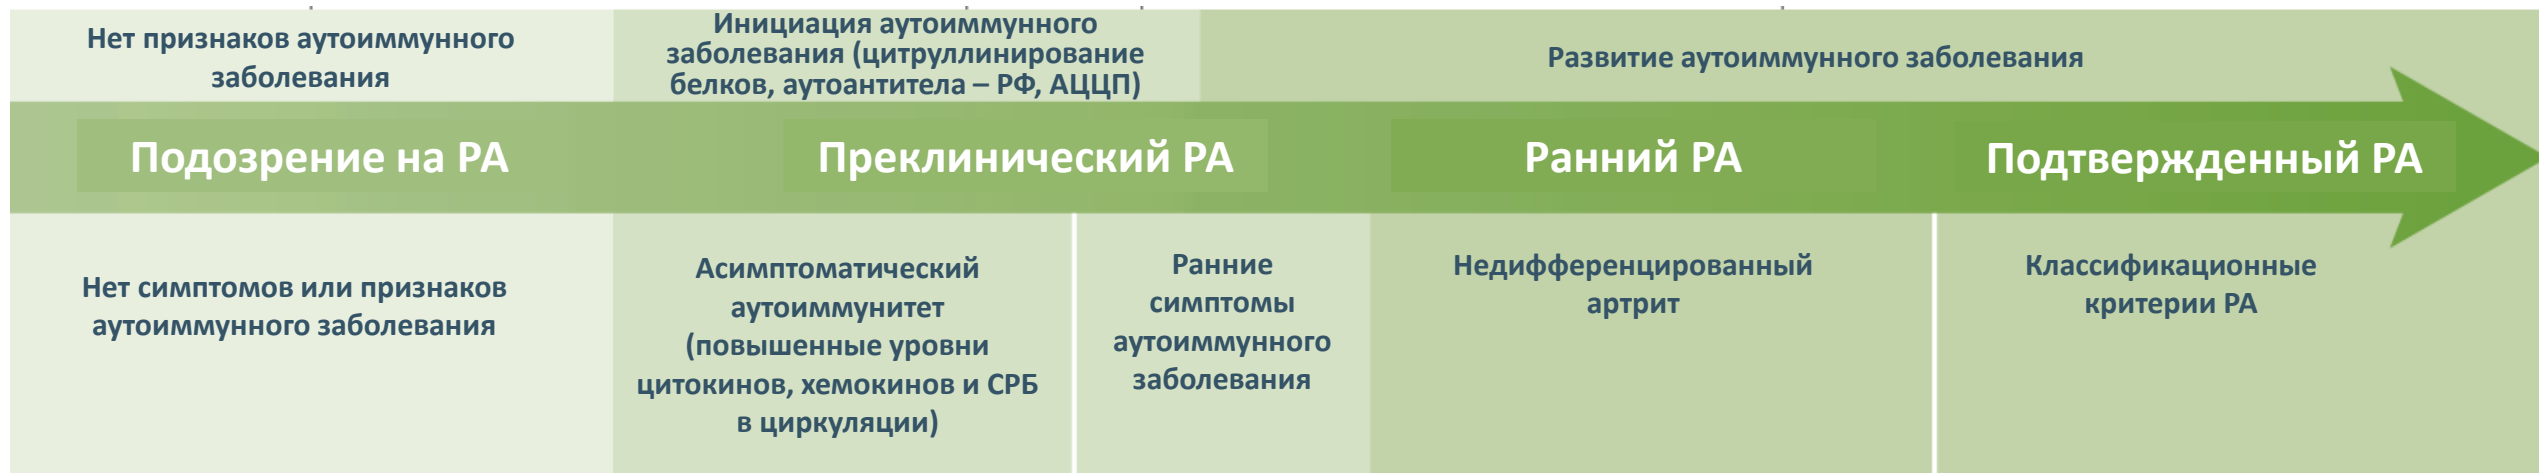 Нет признаков аутоиммунного
заболевания
Инициация аутоиммунного
заболевания (цитруллинирование
белков, аутоантитела – РФ, АЦЦП)
Развитие аутоиммунного заболевания
Подозрение на РА
Преклинический РА
Ранний РА
Подтвержденный РА
Нет симптомов или признаков
аутоиммунного заболевания
Асимптоматический
аутоиммунитет
(повышенные уровни
цитокинов, хемокинов и СРБ
в циркуляции)
Ранние
симптомы
аутоиммунного
заболевания
Недифференцированный
артрит
Классификационные
критерии РА